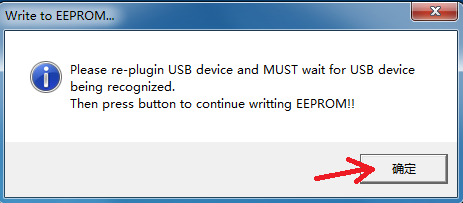 Write to EEPROM...
Please re-plugin USB device and MUST wait for USB device
being recognized.
Then press button to continue writting EEPROM!!
确定